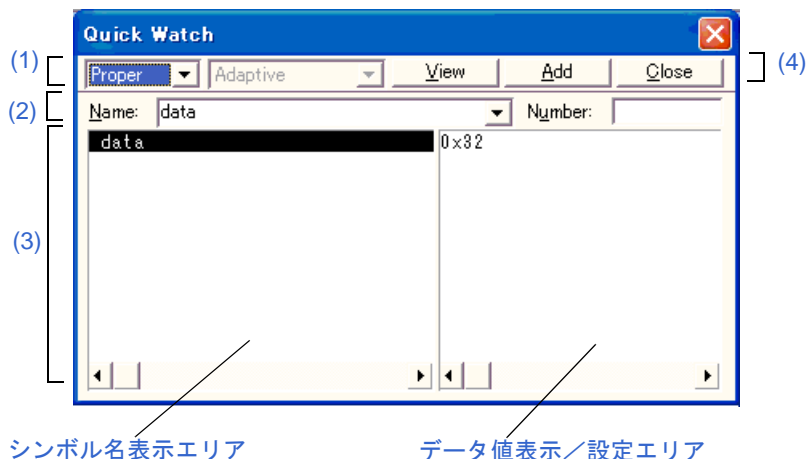 Quick Watch
(1) Proper Adaptive View Add Close (4)
(2) Name: data Number:
data 0x32
(3)
シンボル名表示エリア データ値表示／設定エリア